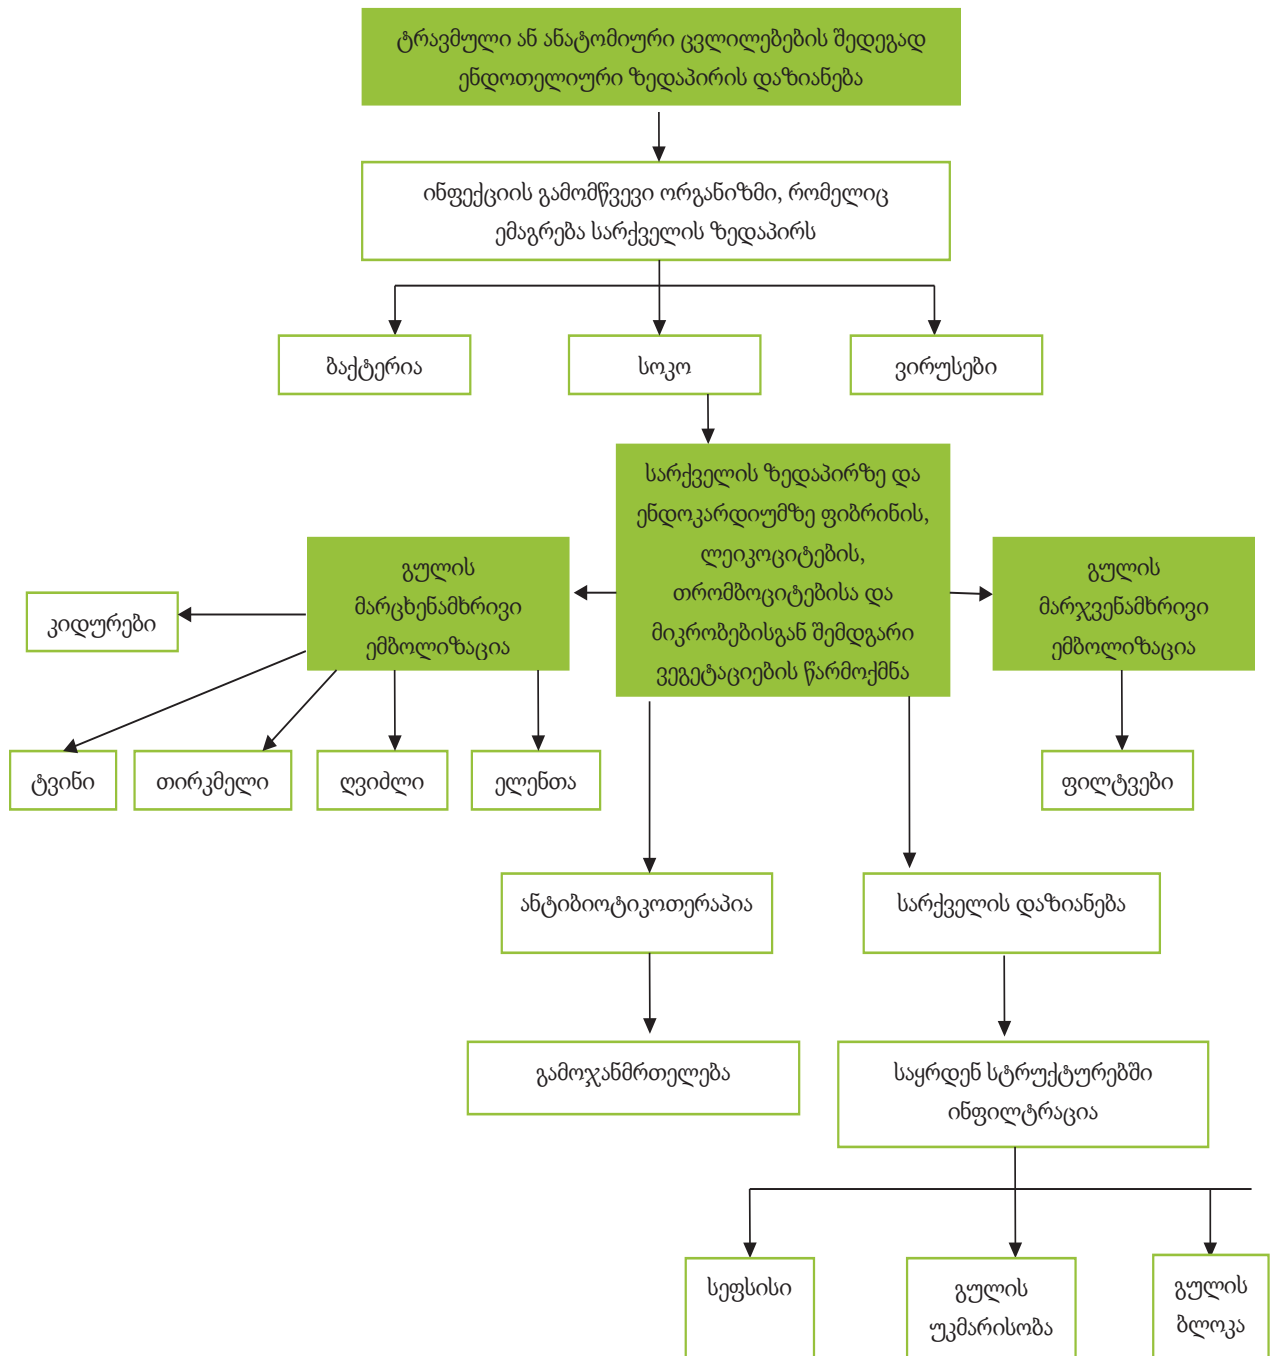 ტრავმული ან ანატომიური ცვლილებების შედეგად
ენდოთელიური ზედაპირის დაზიანება
ინფექციის გამომწვევი ორგანიზმი, რომელიც
ემაგრება სარქველის ზედაპირს
ბაქტერია
სოკო
ვირუსები
სარქველის ზედაპირზე და
ენდოკარდიუმზე ფიბრინის,
ლეიკოციტების,
თრომბოციტებისა და
მიკრობებისგან შემდგარი
ვეგეტაციების წარმოქმნა
გულის
მარცხენამხრივი
ემბოლიზაცია
გულის
მარჯვენამხრივი
ემბოლიზაცია
კიდურები
ტვინი
თირკმელი
ღვიძლი
ელენთა
ფილტვები
ანტიბიოტიკოთერაპია
სარქველის დაზიანება
გამოჯანმრთელება
საყრდენ სტრუქტურებში
ინფილტრაცია
სეფსისი
გულის
უკმარისობა
გულის
ბლოკა